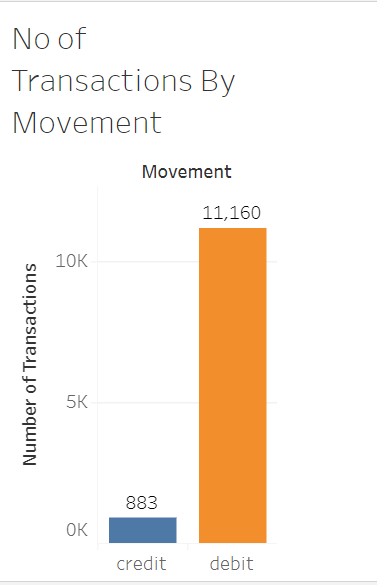 No of
Transactions By
Movement
Movement
11,160
10K
Number of Transactions
5K
883
0K
credit debit